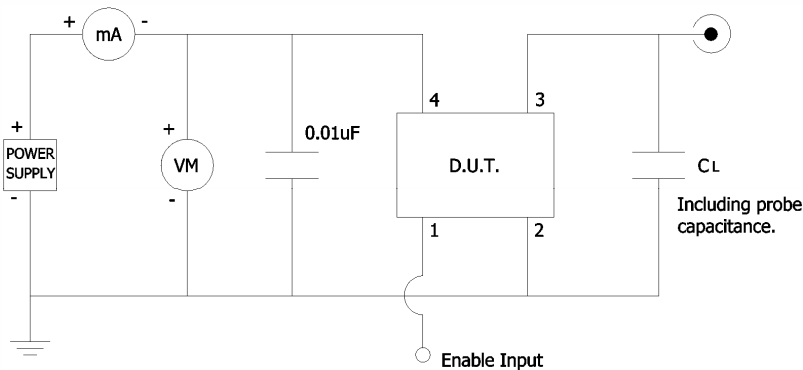 + mA -
4 3
+ + 0.01uF
POWER
SUPPLY
VM
D.U.T.
CL
- -
Including probe
capacitance.
1 2
Enable Input